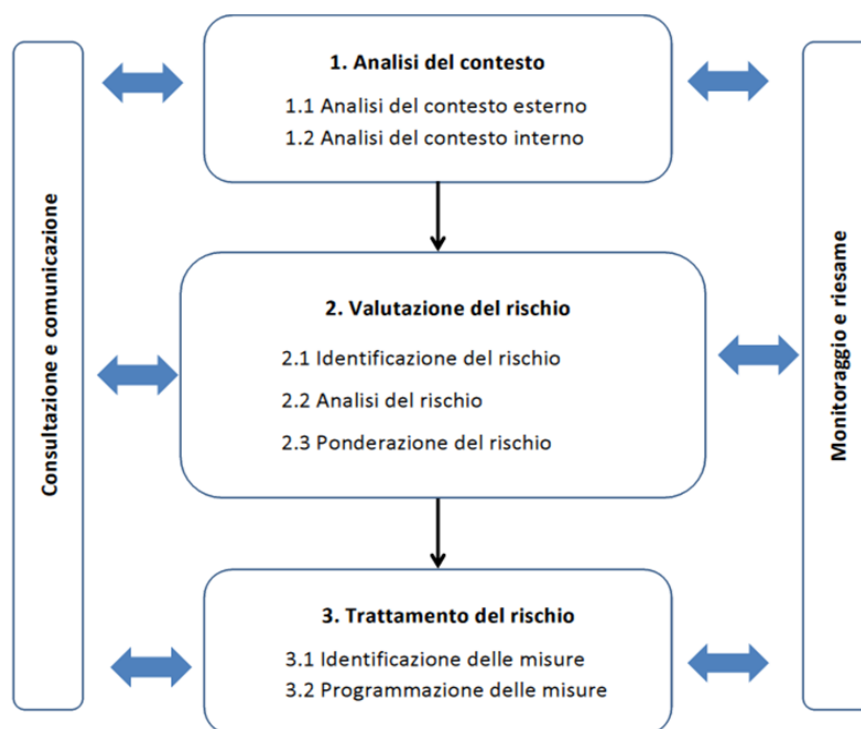 Consultazione e comunicazione
1. Analisi del contesto
1.1 Analisi del contesto esterno
1.2 Analisi del contesto interno
2. Valutazione del rischio
2.1 Identificazione del rischio
2.2 Analisi del rischio
2.3 Ponderazione del rischio
3. Trattamento del rischio
3.1 Identificazione delle misure
3.2 Programmazione delle misure
Monitoraggio e riesame